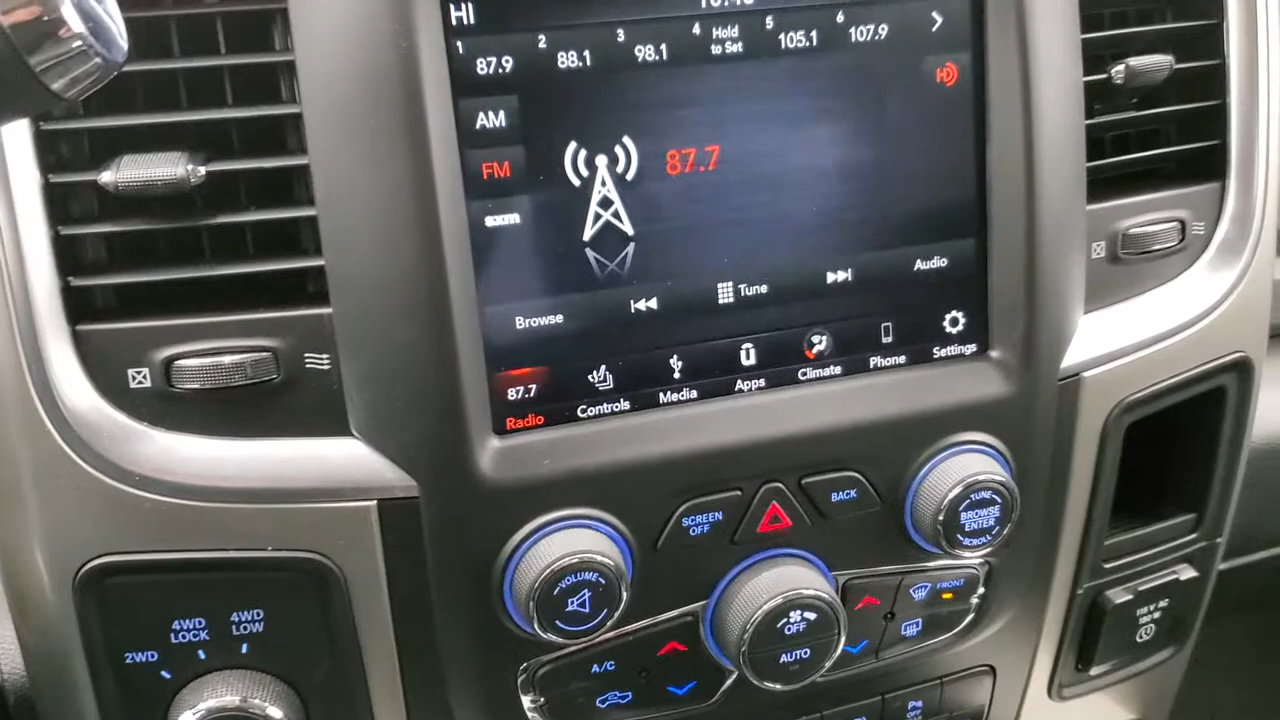 HI
1
87.9
2
88.1
3
98.1
4
Hold
to Set
5
105.1
6
107.9
HD
AM
FM
sxm
87.7
Browse
Tune
Audio
87.7
Radio
Controls
Media
Apps
Climate
Phone
Settings
SCREEN
OFF
BACK
VOLUME
TUNE
BROWSE
ENTER
SCROLL
OFF
AUTO
FRONT
A/C
2WD
4WD
LOCK
4WD
LOW
115 V AC
OFF